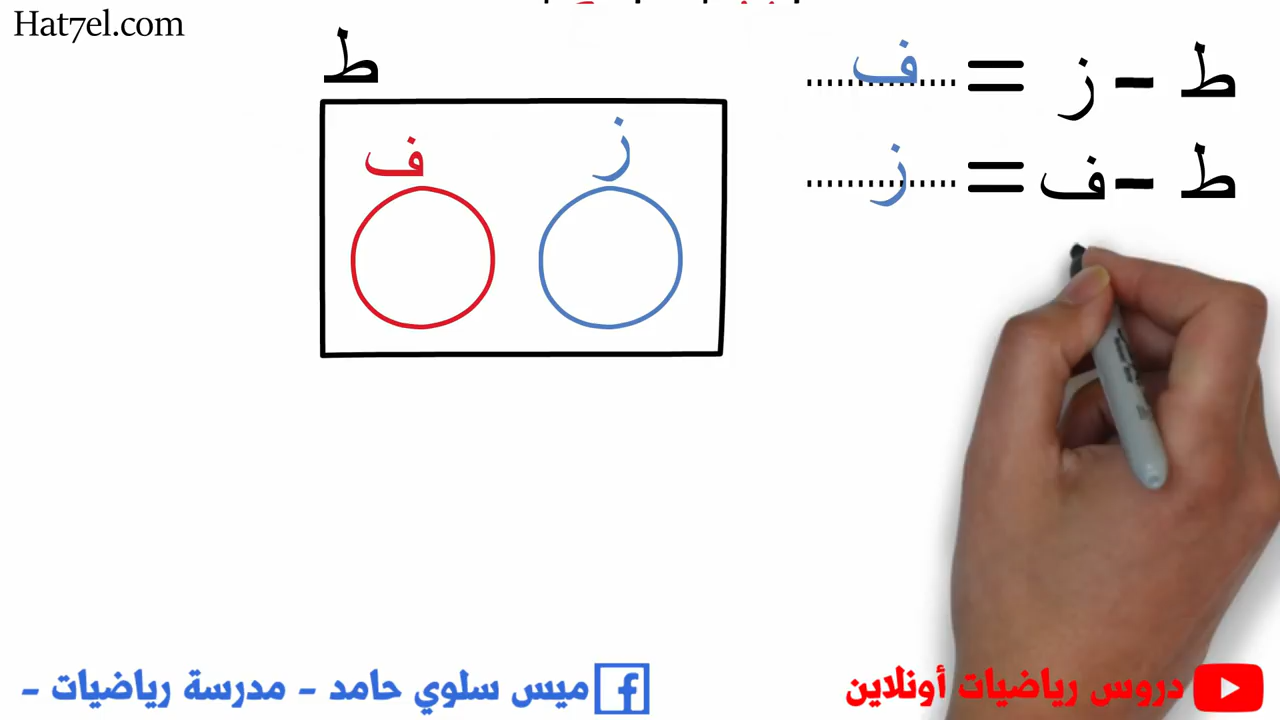 Hat7el.com
ط
ف
ز
ط - ز = ف
ط - ف = ز
ميس سلوي حامد - مدرسة رياضيات -
دروس رياضيات أونلاين